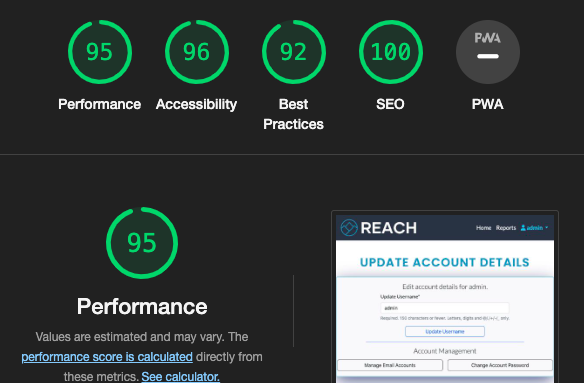 95
96
92
100
PWA
Performance
Accessibility
Best
Practices
SEO
PWA
95
Performance
Values are estimated and may vary. The
performance score is calculated directly from
these metrics. See calculator.
REACH
Home Reports admin
UPDATE ACCOUNT DETAILS
Edit account details for admin.
Update Username*
admin
Required. 150 characters or fewer. Letters, digits and @/./+/-/_ only.
Update Username
Account Management
Manage Email Accounts
Change Account Password